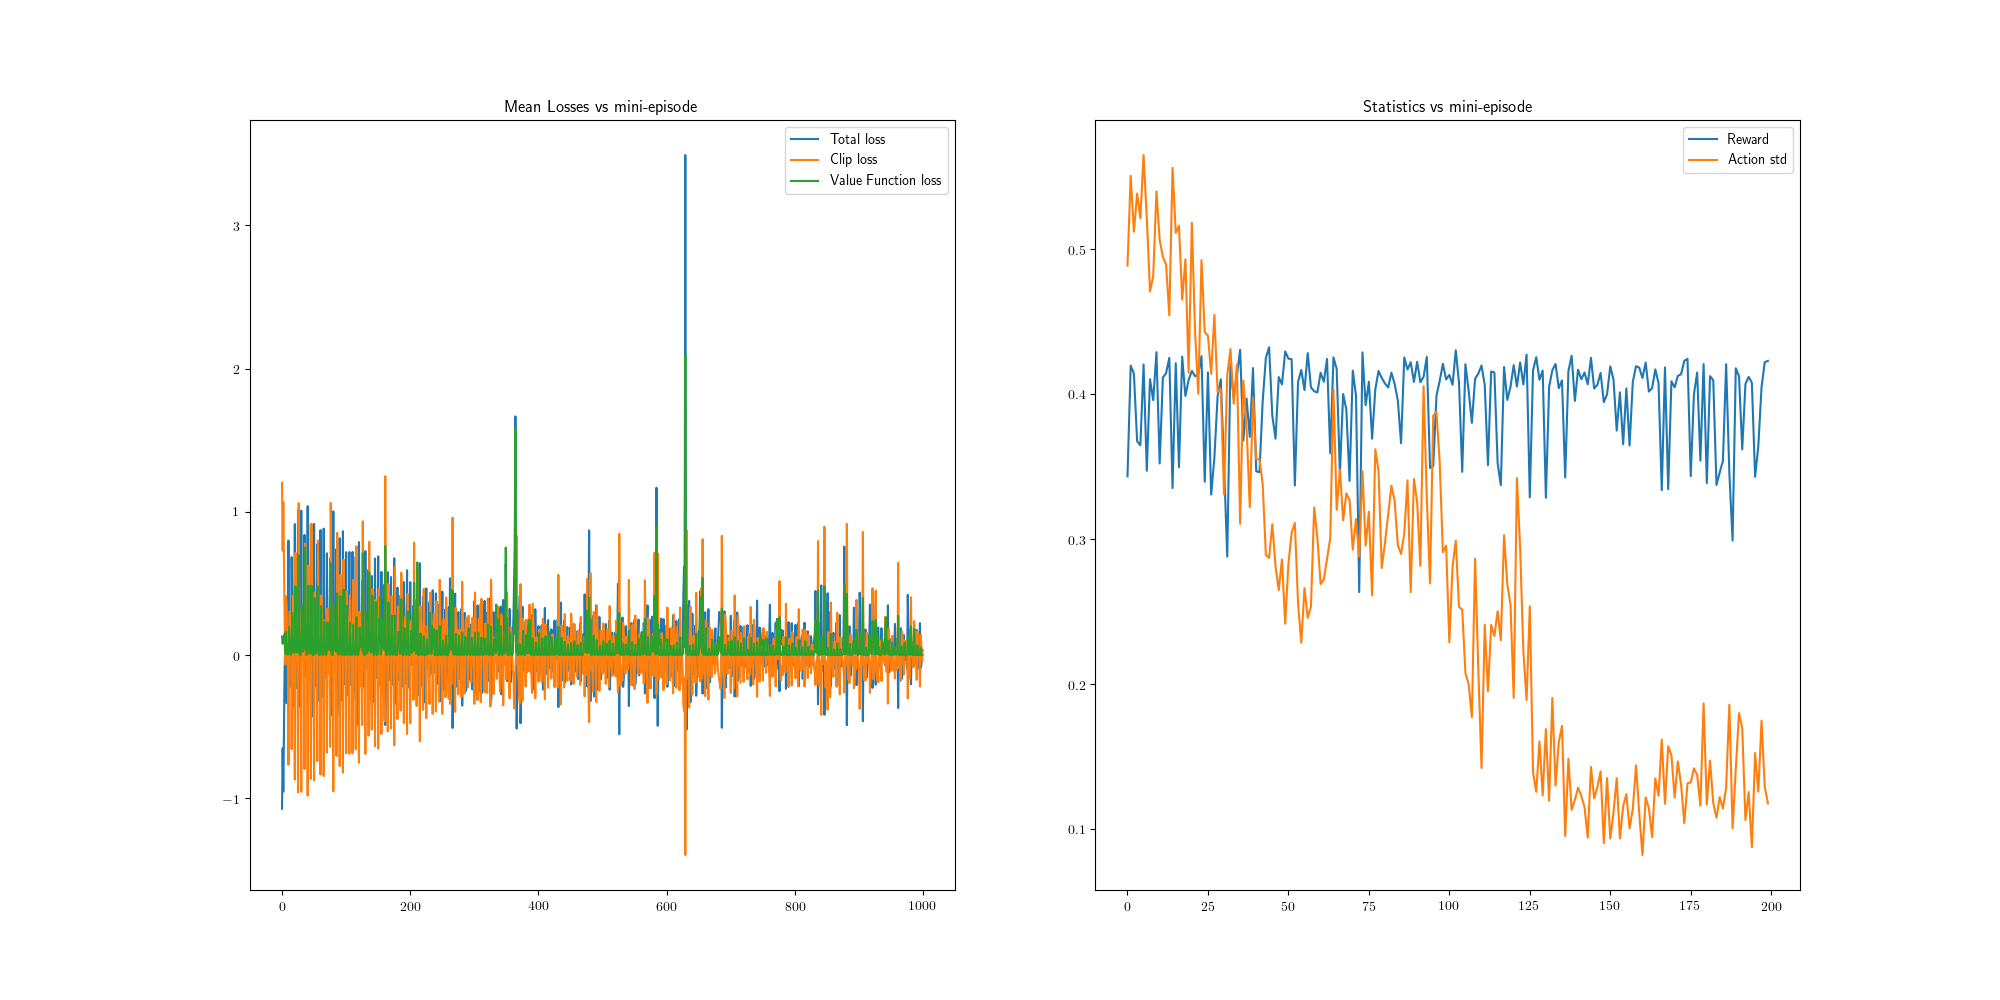 Mean Losses vs mini-episode
Total loss
Clip loss
Value Function loss
3
2
1
0
−1
0 200 400 600 800 1000
Statistics vs mini-episode
Reward
Action std
0.5
0.4
0.3
0.2
0.1
0 25 50 75 100 125 150 175 200